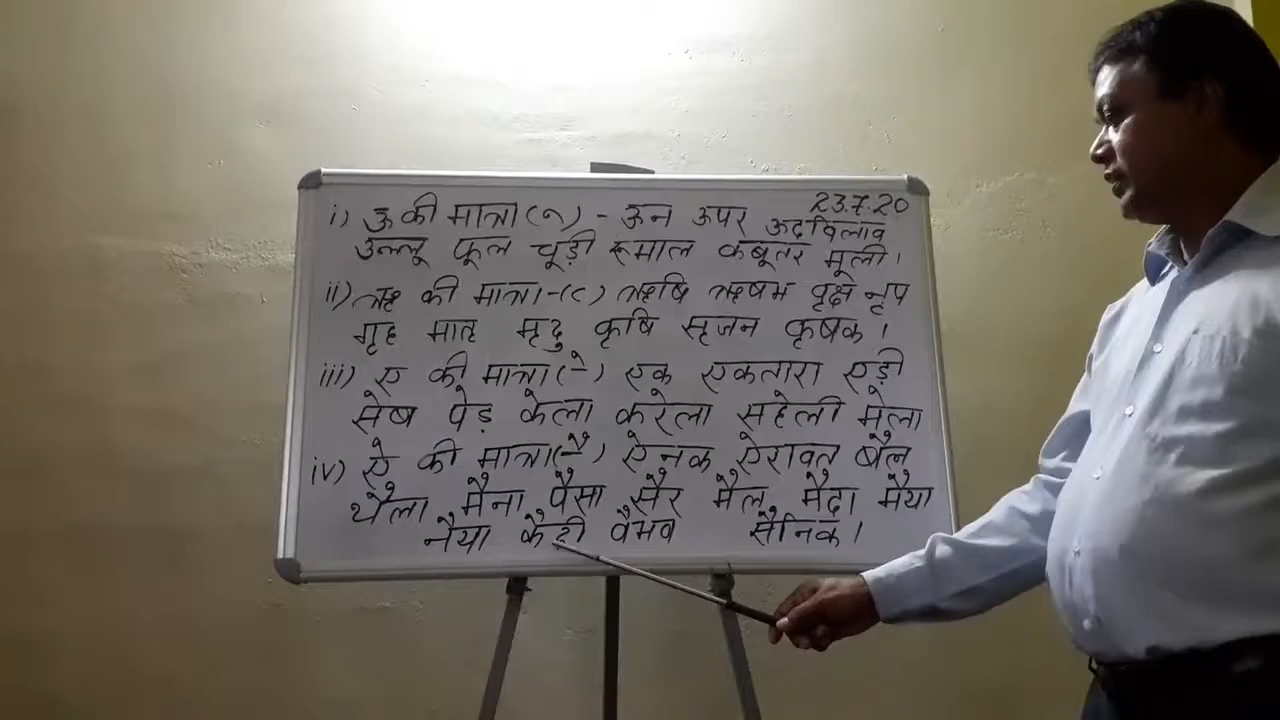 23.7.20
i) ऊ की मात्रा (ू) - ऊन ऊपर ऊदविलाव
उल्लू फूल चूड़ी रूमाल कबूतर मूली।
ii) ऋ की मात्रा - (ृ) ऋषि ऋषभ वृक्ष नृप
गृह मातृ मृदु कृषि सृजन कृषक।
iii) ए की मात्रा (े) एक एकतारा एड़ी
सेब पेड़ केला करेला सहेली मेला
iv) ऐ की मात्रा (ै) ऐनक ऐरावत बैल
थैला मैना पैसा सैर मैल मैदा मैया
नैया कैदी वैभव सैनिक।